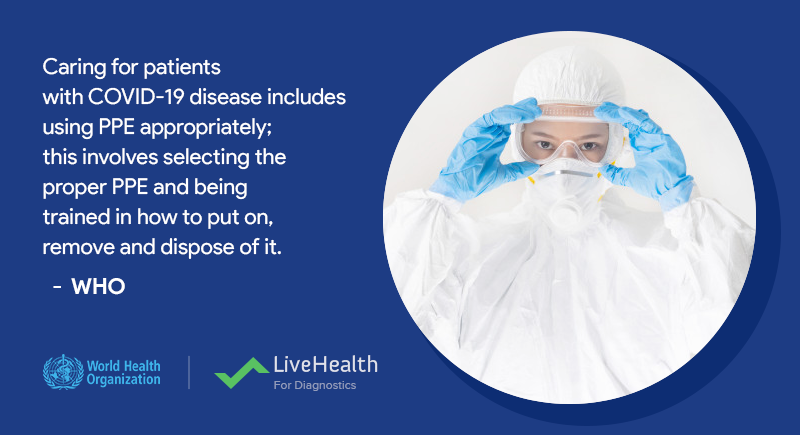 Caring for patients
with COVID-19 disease includes
using PPE appropriately;
this involves selecting the
proper PPE and being
trained in how to put on,
remove and dispose of it.
- WHO
World Health
Organization
LiveHealth
For Diagnostics